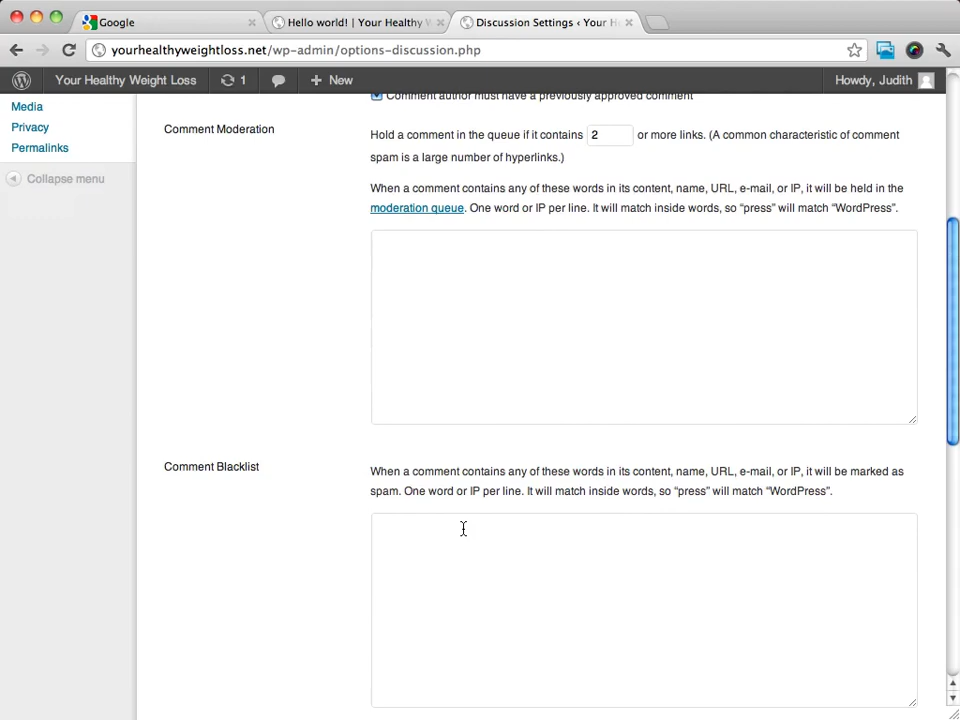 Google
Hello world! | Your Healthy W
Discussion Settings ‹ Your H
yourhealthyweightloss.net/wp-admin/options-discussion.php
Your Healthy Weight Loss
1
New
Howdy, Judith
Media
Privacy
Permalinks
Collapse menu
Comment author must have a previously approved comment
Comment Moderation
Hold a comment in the queue if it contains 2 or more links. (A common characteristic of comment
spam is a large number of hyperlinks.)
When a comment contains any of these words in its content, name, URL, e-mail, or IP, it will be held in the
moderation queue. One word or IP per line. It will match inside words, so “press” will match “WordPress”.
Comment Blacklist
When a comment contains any of these words in its content, name, URL, e-mail, or IP, it will be marked as
spam. One word or IP per line. It will match inside words, so “press” will match “WordPress”.